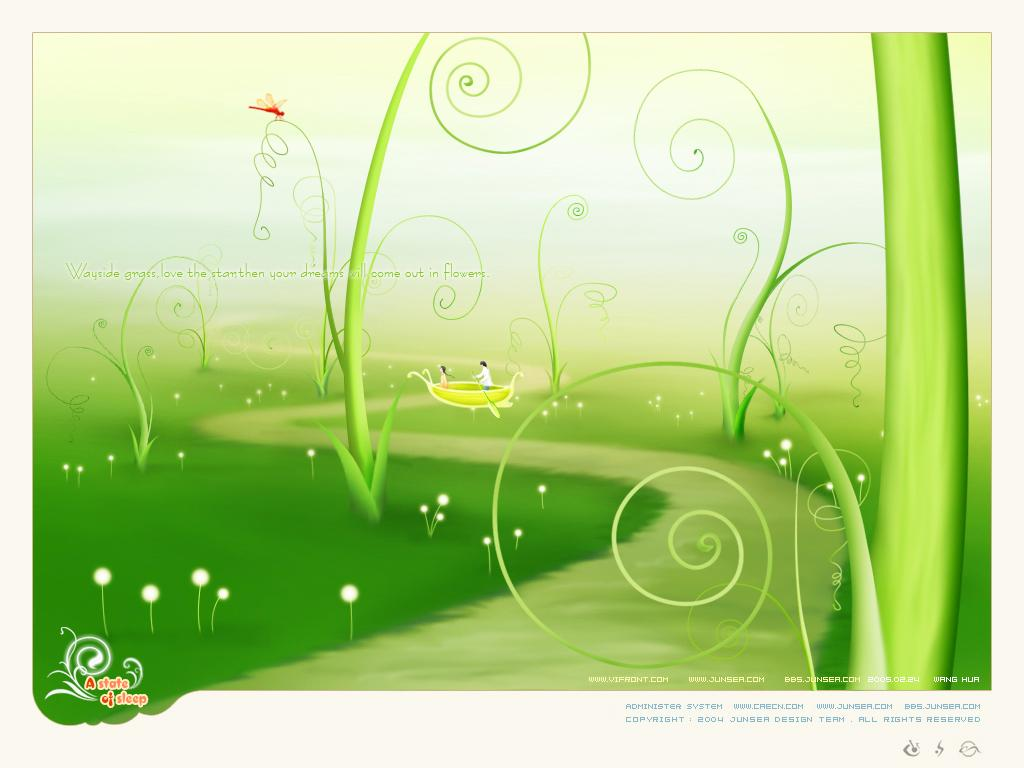 Wayside grass,love the star.then your dreams will come out in flowers.
A state
of sleep
WWW.VIFRONT.COM WWW.JUNSEA.COM BBS.JUNSEA.COM 2005.02.24 WANG HUA
ADMINISTER SYSTEM WWW.CAECN.COM WWW.JUNSEA.COM BBS.JUNSEA.COM
COPYRIGHT : 2004 JUNSEA DESIGN TEAM . ALL RIGHTS RESERVED